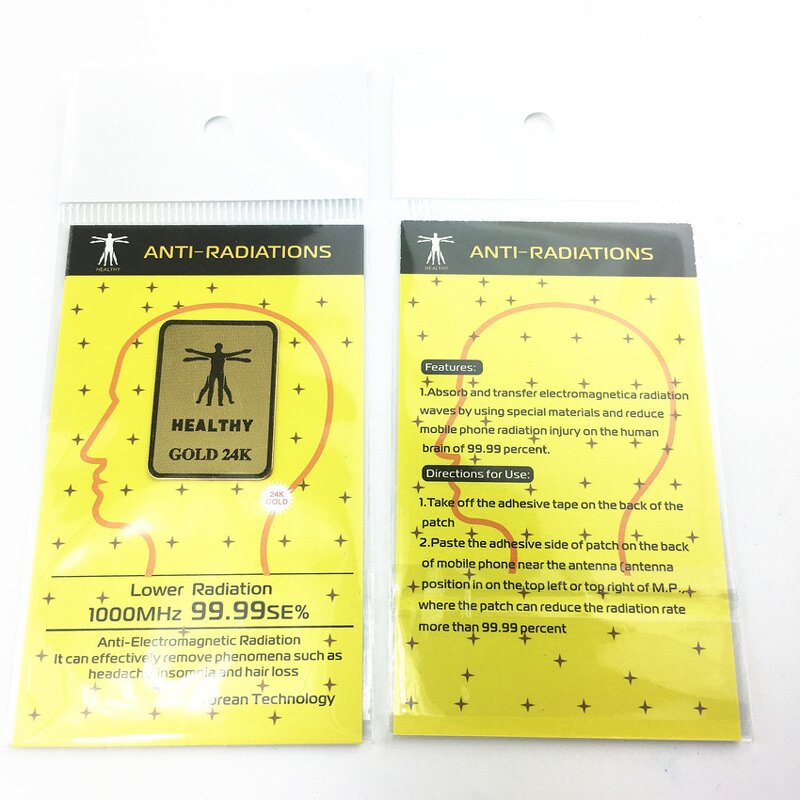 ANTI-RADIATIONS
HEALTHY
HEALTHY
GOLD 24K
24K
GOLD
Lower Radiation
1000MHz 99.99SE%
Anti-Electromagnetic Radiation
It can effectively remove phenomena such as
headach insomnia and hair loss
Technology
ANTI-RADIATIONS
HEALTHY
Features:
1.Absorb and transfer electromagnetica radiation
waves by using special materials and reduce
mobile phone radiation injury on the human
brain of 99.99 percent.
Directions for Use:
1.Take off the adhesive tape on the back of the
patch
2.Paste the adhesive side of patch on the back
of mobile phone near the antenna (antenna
position in on the top left or top right of M.P.,
where the patch can reduce the radiation rate
more than 99.99 percent